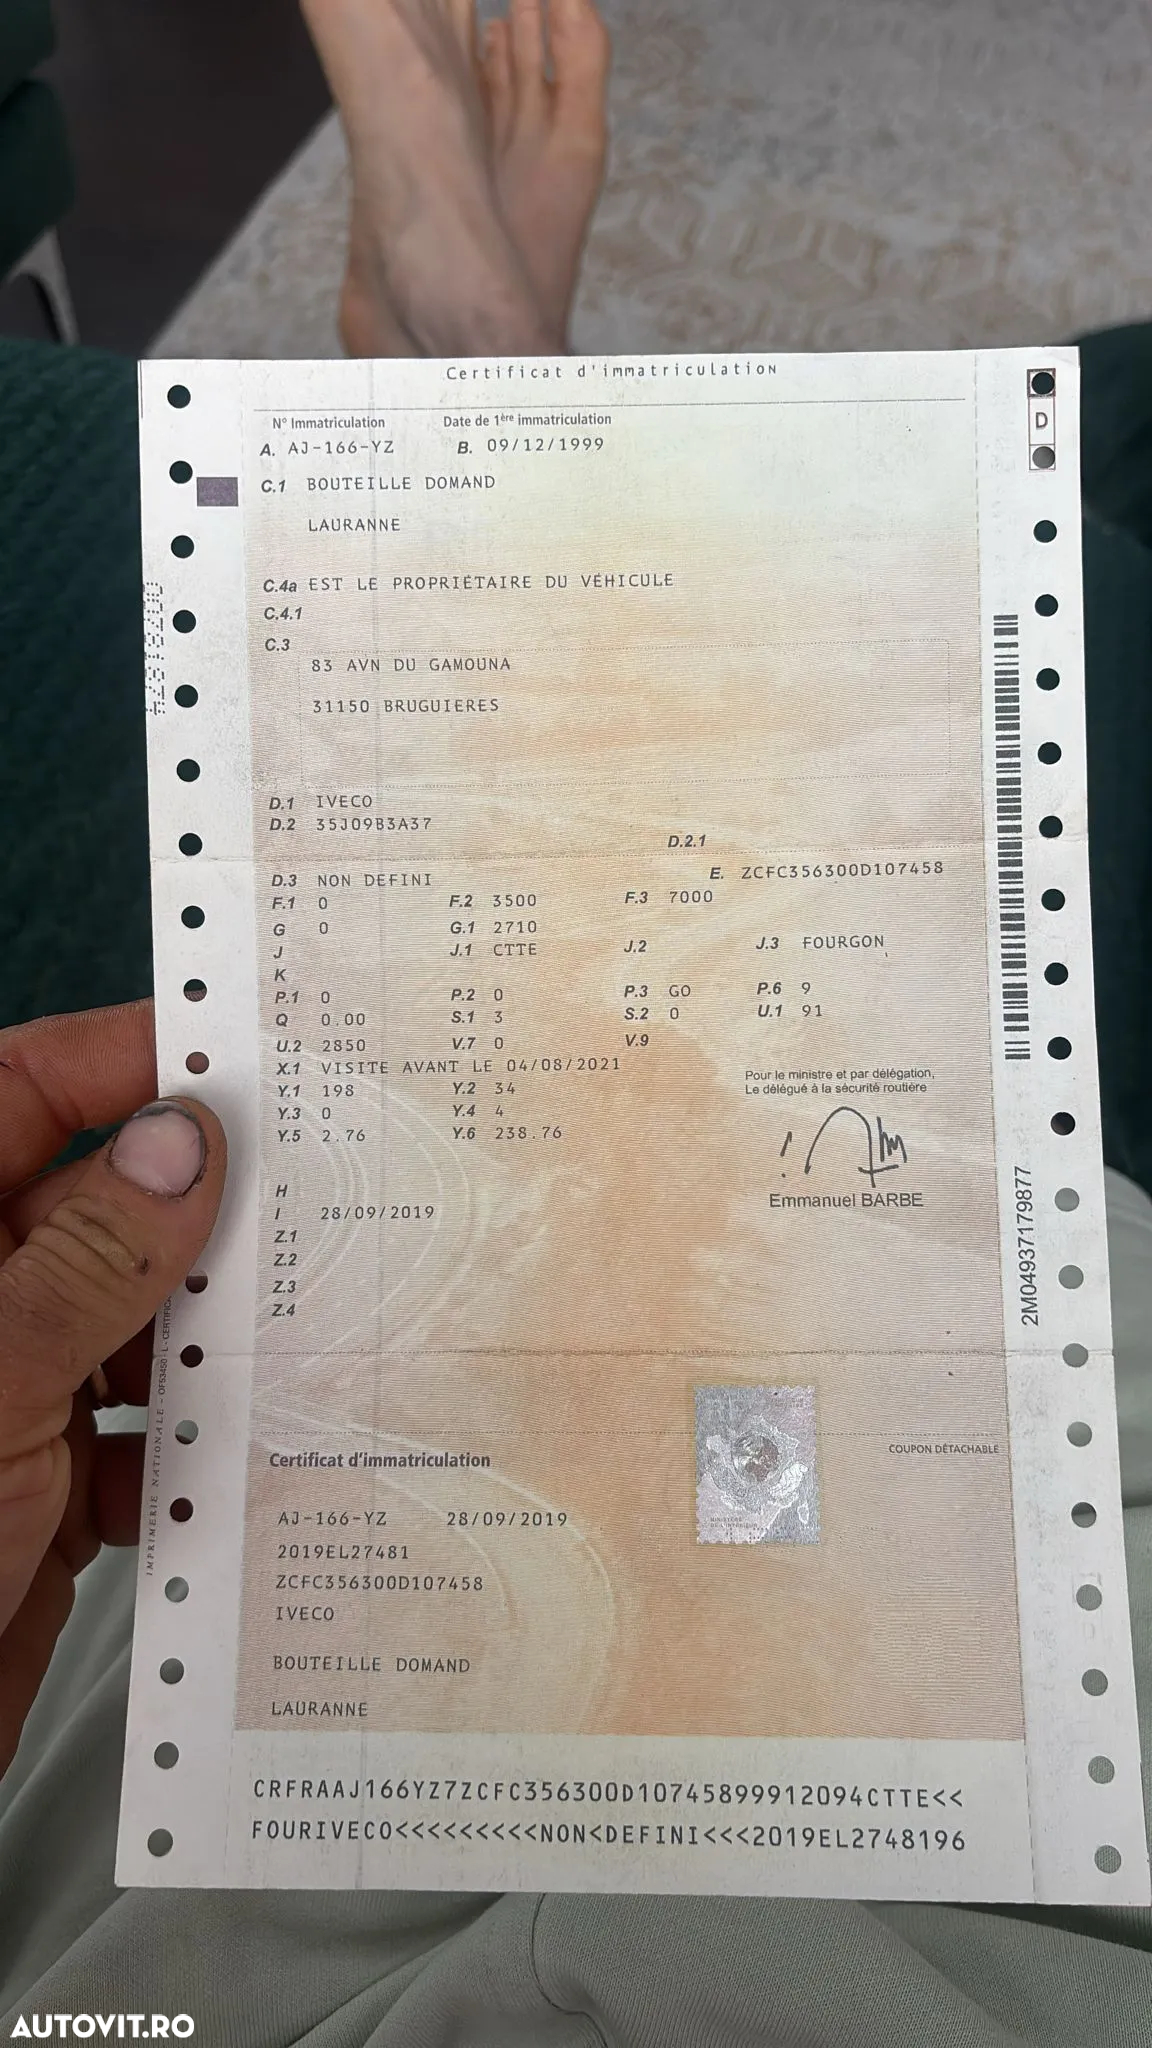 Certificat d'immatriculation
N° Immatriculation Date de 1ère immatriculation
A. AJ-166-YZ B. 09/12/1999
D
C.1 BOUTEILLE DOMAND
LAURANNE
C.4a EST LE PROPRIÉTAIRE DU VÉHICULE
C.4.1
C.3
83 AVN DU GAMOUNA
31150 BRUGUIERES
D.1 IVECO
D.2 35J09B3A37
D.2.1
D.3 NON DEFINI E. ZCFC356300D107458
F.1 0 F.2 3500 F.3 7000
G 0 G.1 2710
J J.1 CTTE J.2 J.3 FOURGON
K
P.1 0 P.2 0 P.3 GO P.6 9
Q 0.00 S.1 3 S.2 0 U.1 91
U.2 2850 V.7 0 V.9
X.1 VISITE AVANT LE 04/08/2021
Y.1 198 Y.2 34
Y.3 0 Y.4 4
Y.5 2.76 Y.6 238.76
Pour le ministre et par délégation,
Le délégué à la sécurité routière
Emmanuel BARBE
H
I 28/09/2019
Z.1
Z.2
Z.3
Z.4
2M04937179877
IMPRIMERIE NATIONALE
Certificat d'immatriculation
COUPON DÉTACHABLE
AJ-166-YZ 28/09/2019
2019EL27481
ZCFC356300D107458
IVECO
BOUTEILLE DOMAND
LAURANNE
CRFRAAJ166YZ7ZCFC356300D10745899912094CTTE<<
FOURIVECO<<<<<<<<<NON<DEFINI<<<2019EL2748196
AUTOVIT.RO